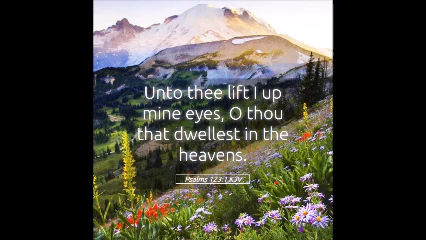 Unto thee lift I up
mine eyes, O thou
that dwellest in the
heavens.
Psalms 123:1 KJV